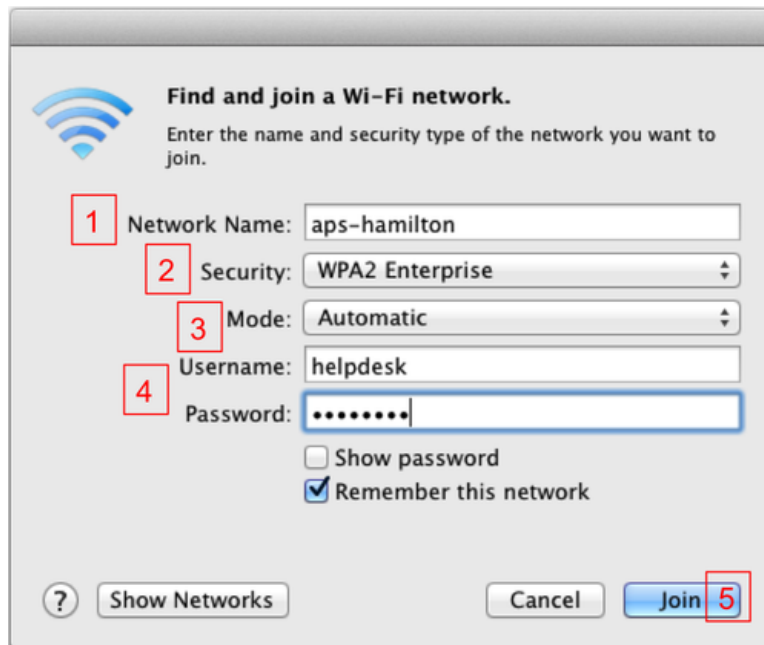 Find and join a Wi-Fi network.
Enter the name and security type of the network you want to
join.
1 Network Name: aps-hamilton
2 Security: WPA2 Enterprise
3 Mode: Automatic
Username: helpdesk
4
Password: ••••••••
Show password
Remember this network
? Show Networks Cancel Join 5